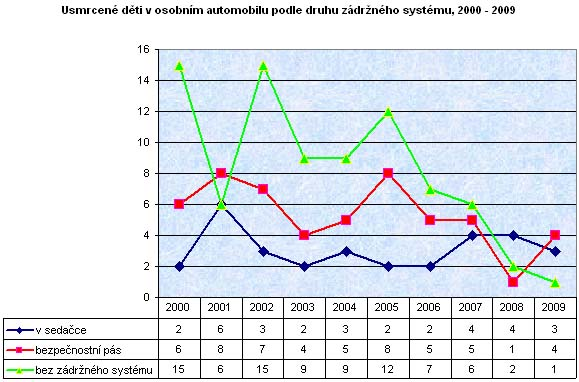 Usmrcené děti v osobním automobilu podle druhu zádržného systému, 2000 - 2009
16
14
12
10
8
6
4
2
0
2000 2001 2002 2003 2004 2005 2006 2007 2008 2009
v sedačce 2 6 3 2 3 2 2 4 4 3
bezpečnostní pás 6 8 7 4 5 8 5 5 1 4
bez zádržného systému 15 6 15 9 9 12 7 6 2 1